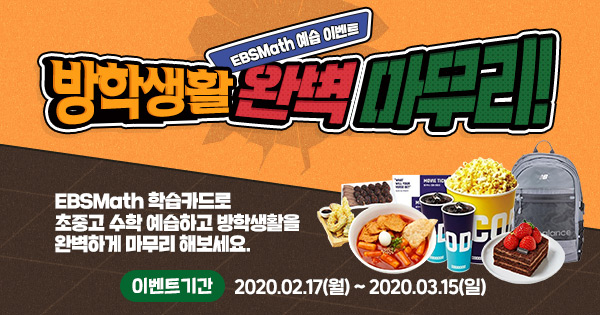 EBSMath 예습 이벤트
방학생활 완벽 마무리!
EBSMath 학습카드로
초중고 수학 예습하고 방학생활을
완벽하게 마무리 해보세요.
이벤트기간 2020.02.17(월) ~ 2020.03.15(일)
MOVIE TICKET